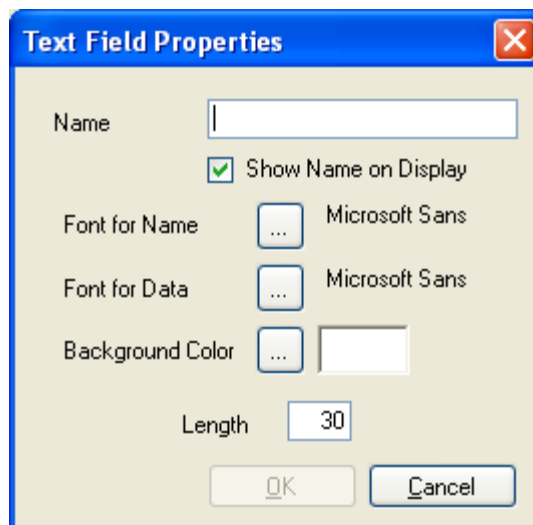 Text Field Properties
Name
Show Name on Display
Font for Name ... Microsoft Sans
Font for Data ... Microsoft Sans
Background Color ...
Length 30
OK Cancel